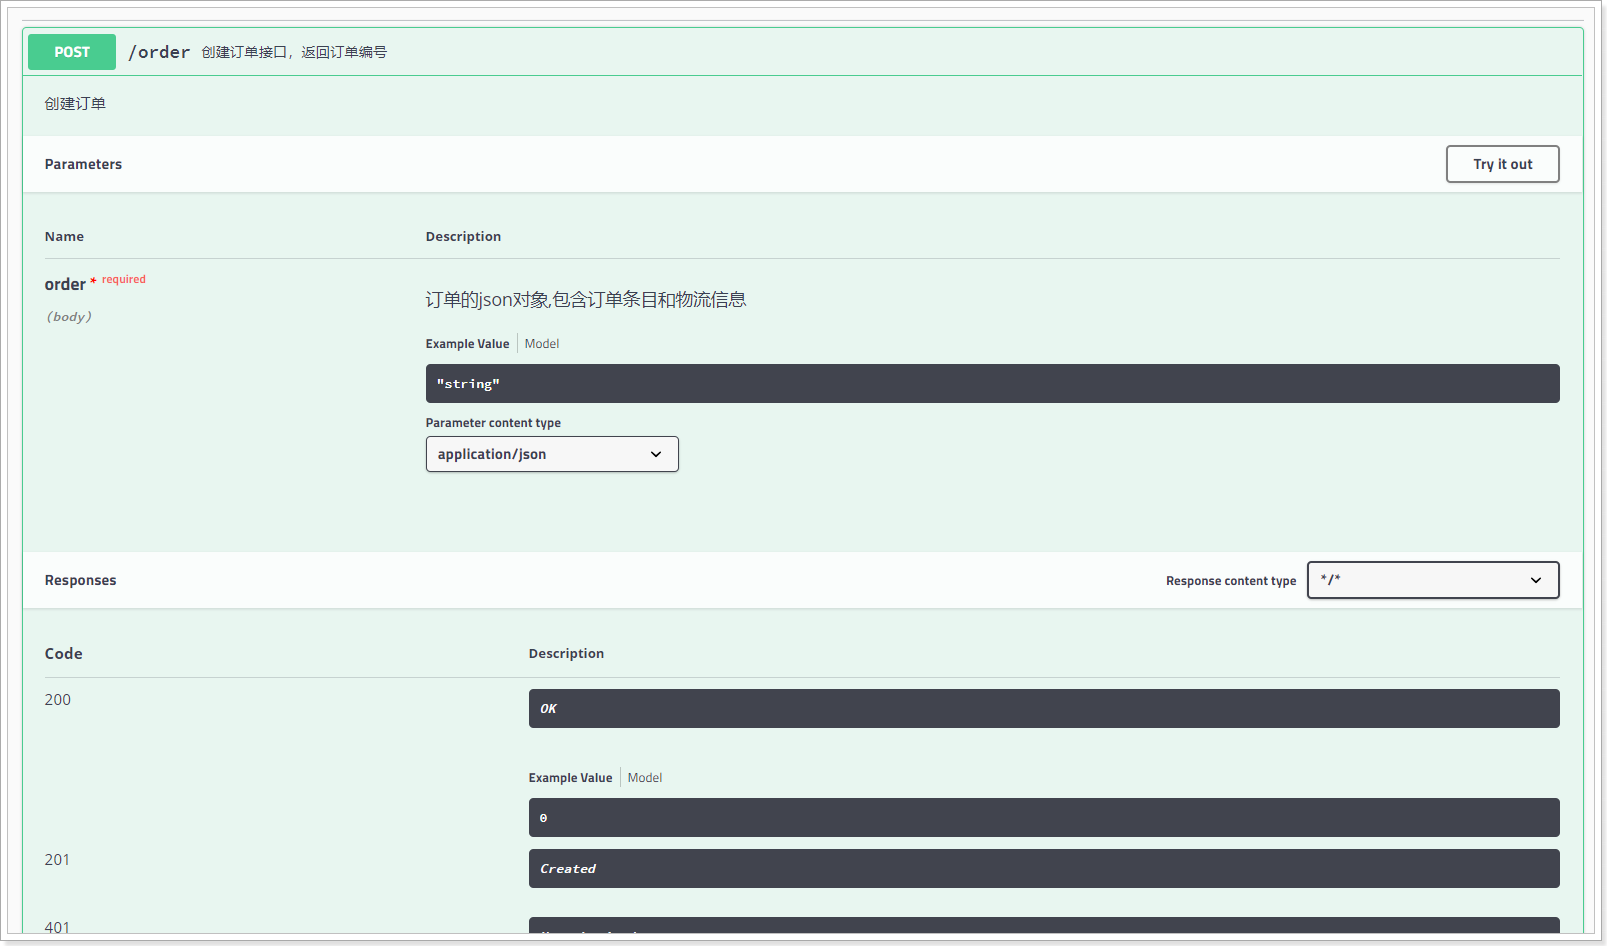 POST /order 创建订单接口，返回订单编号
创建订单
Parameters Try it out
Name Description
order * required
(body)
订单的json对象,包含订单条目和物流信息
Example Value Model
"string"
Parameter content type
application/json
Responses Response content type */*
Code Description
200 OK
Example Value Model
0
201 Created
401